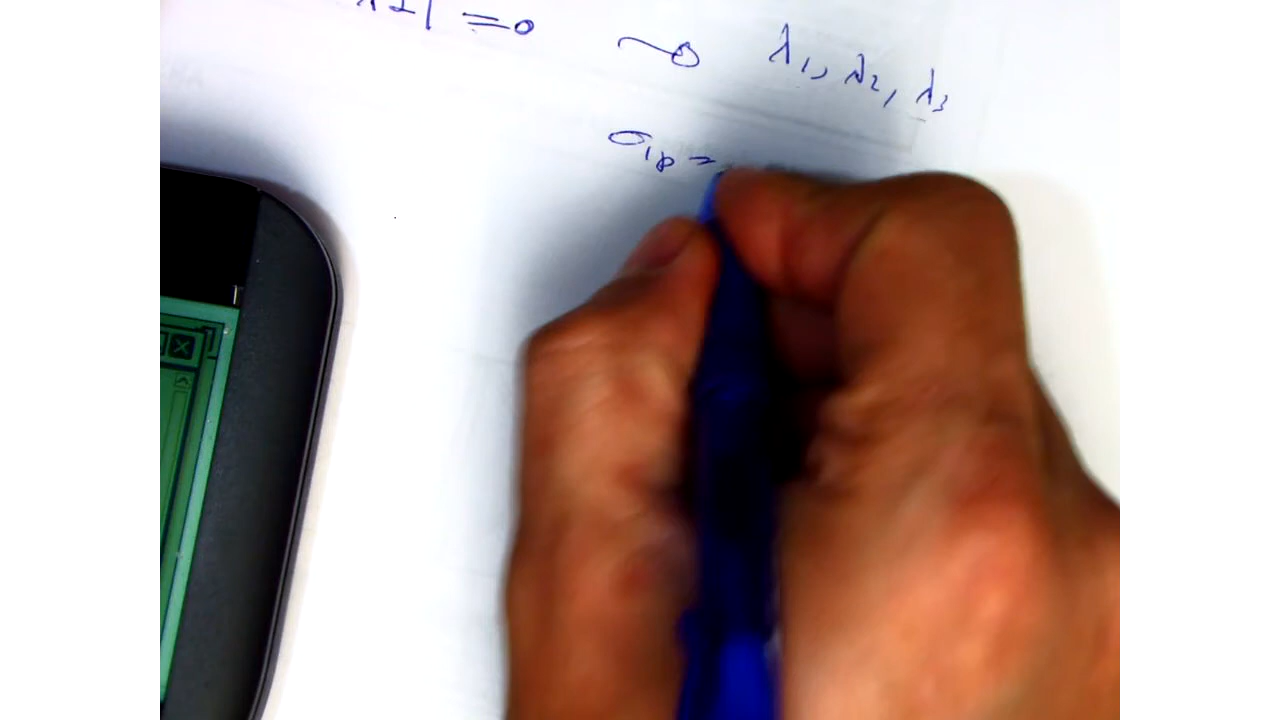 λI| = 0 → λ₁, λ₂, λ₃
σ₁ₚ =